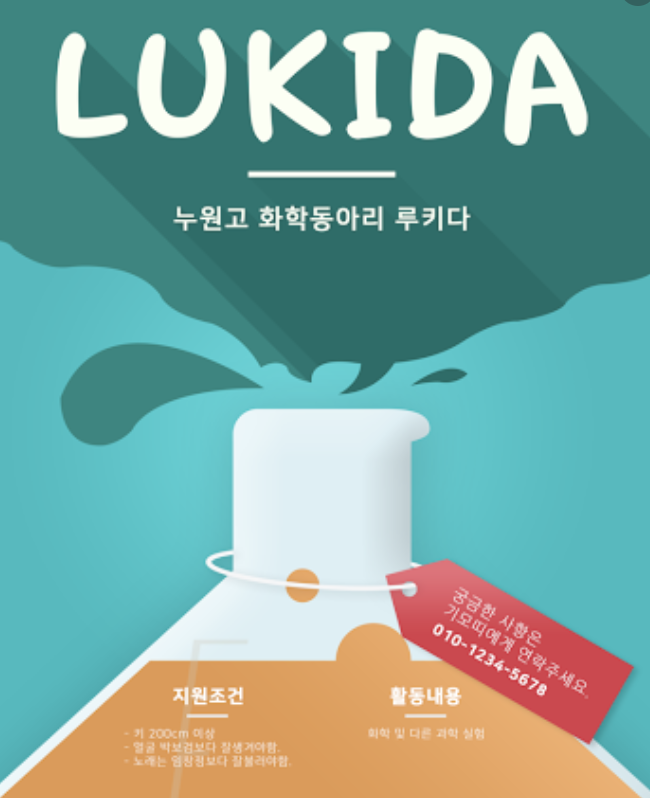 LUKIDA
누원고 화학동아리 루키다
궁금한 사항은
기모띠에게 연락주세요.
010-1234-5678
지원조건
- 키 200cm 이상
- 얼굴 박보검보다 잘생겨야함.
- 노래는 임창정보다 잘불러야함.
활동내용
화학 및 다른 과학 실험